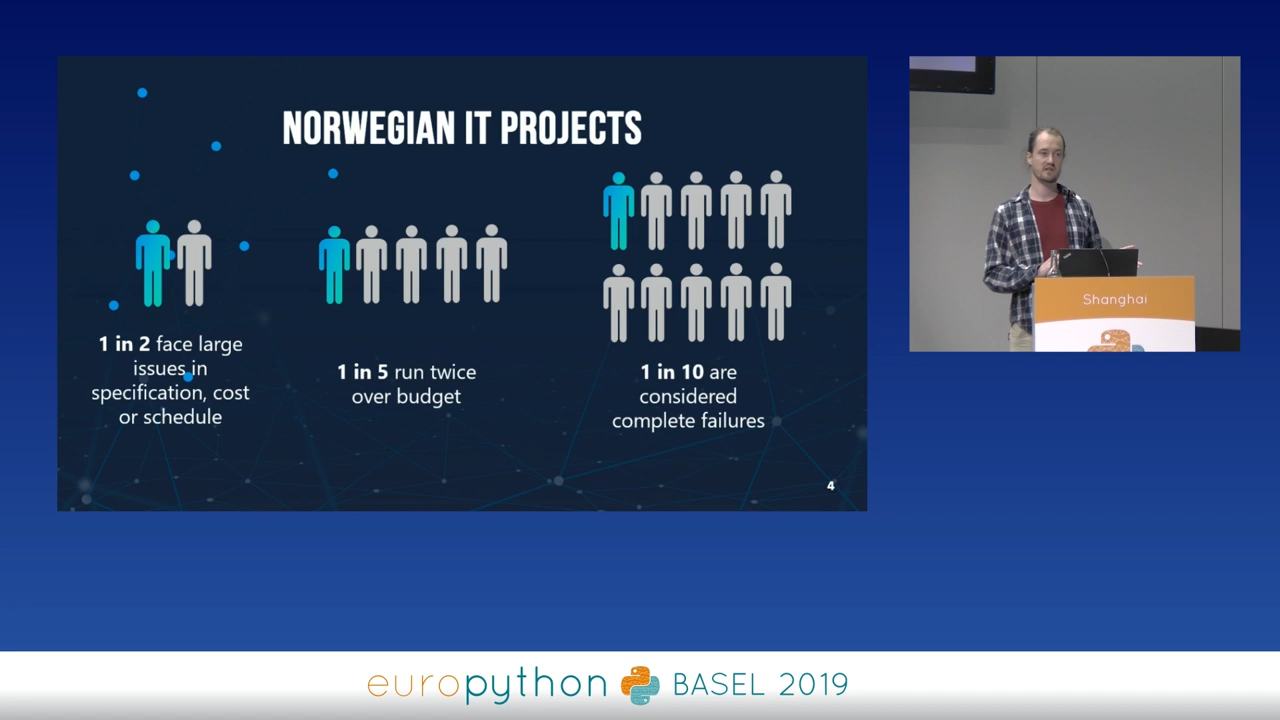 NORWEGIAN IT PROJECTS
1 in 2 face large
issues in
specification, cost
or schedule
1 in 5 run twice
over budget
1 in 10 are
considered
complete failures
4
Shanghai
europython BASEL 2019